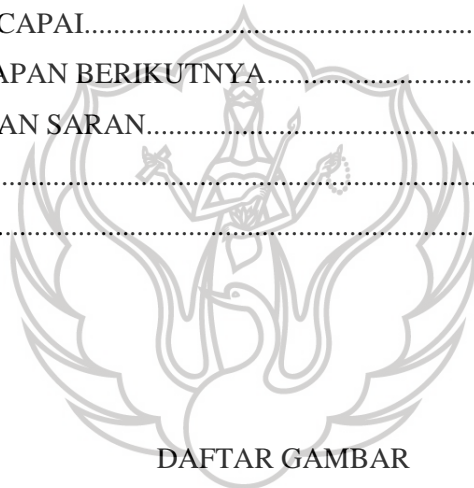 CAPAI....................................................
APAN BERIKUTNYA..............................
AN SARAN...............................................
............................................................
............................................................
DAFTAR GAMBAR